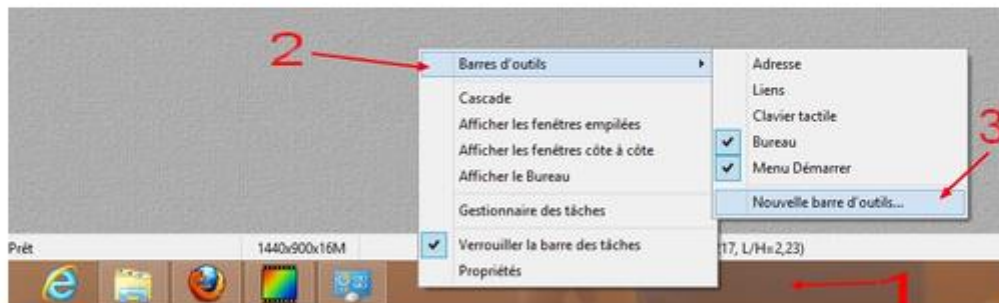 2
Barres d'outils
Cascade
Afficher les fenêtres empilées
Afficher les fenêtres côte à côte
Afficher le Bureau
Gestionnaire des tâches
Verrouiller la barre des tâches
Propriétés
Adresse
Liens
Clavier tactile
Bureau
Menu Démarrer
Nouvelle barre d'outils...
3
Prêt
1440x900x16M
17, L/H=2,23)
1